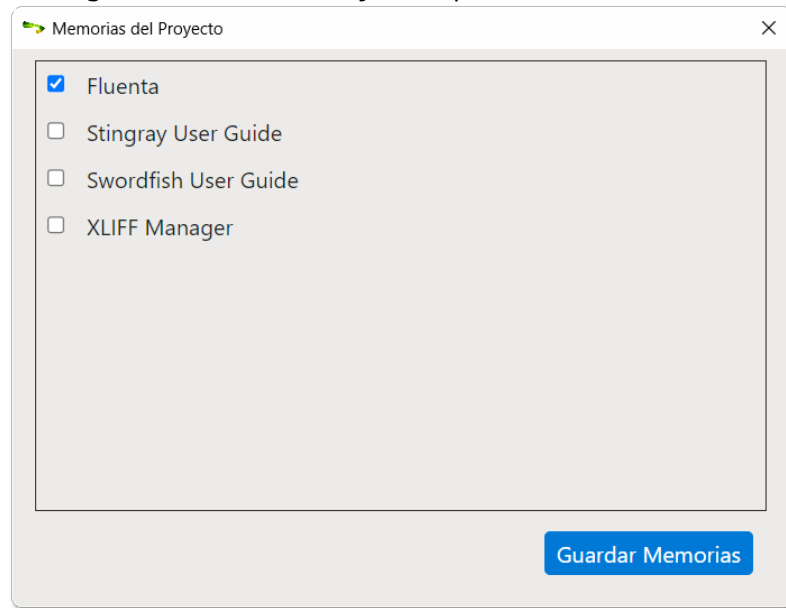 Memorias del Proyecto
Fluenta
Stingray User Guide
Swordfish User Guide
XLIFF Manager
Guardar Memorias